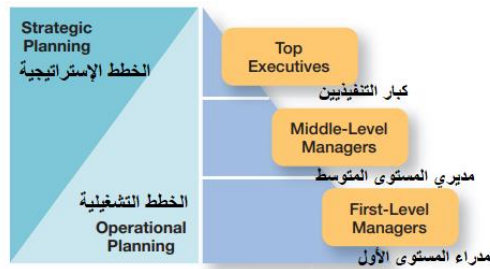 Strategic
Planning
الخطط الإستراتيجية
الخطط التشغيلية
Operational
Planning
Top
Executives
كبار التنفيذيين
Middle-Level
Managers
مديري المستوى المتوسط
First-Level
Managers
مدراء المستوى الأول